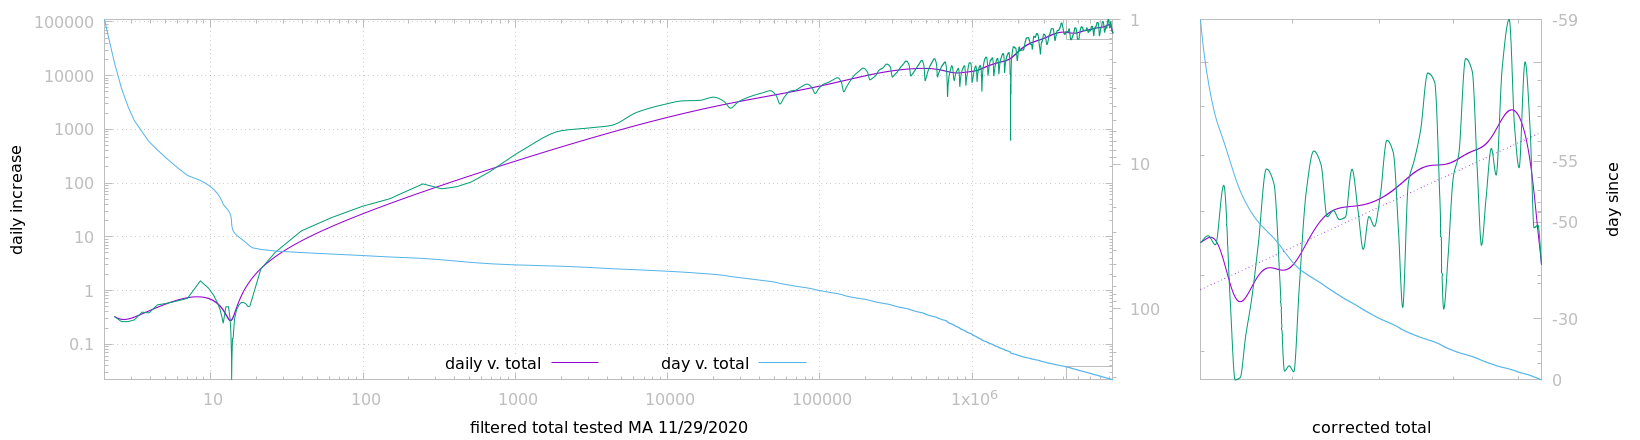 100000
10000
1000
100
10
1
0.1
daily increase
10
100
1000
10000
100000
1x10⁶
filtered total tested MA 11/29/2020
daily v. total
day v. total
1
10
100
-59
-55
-50
-30
0
day since
corrected total